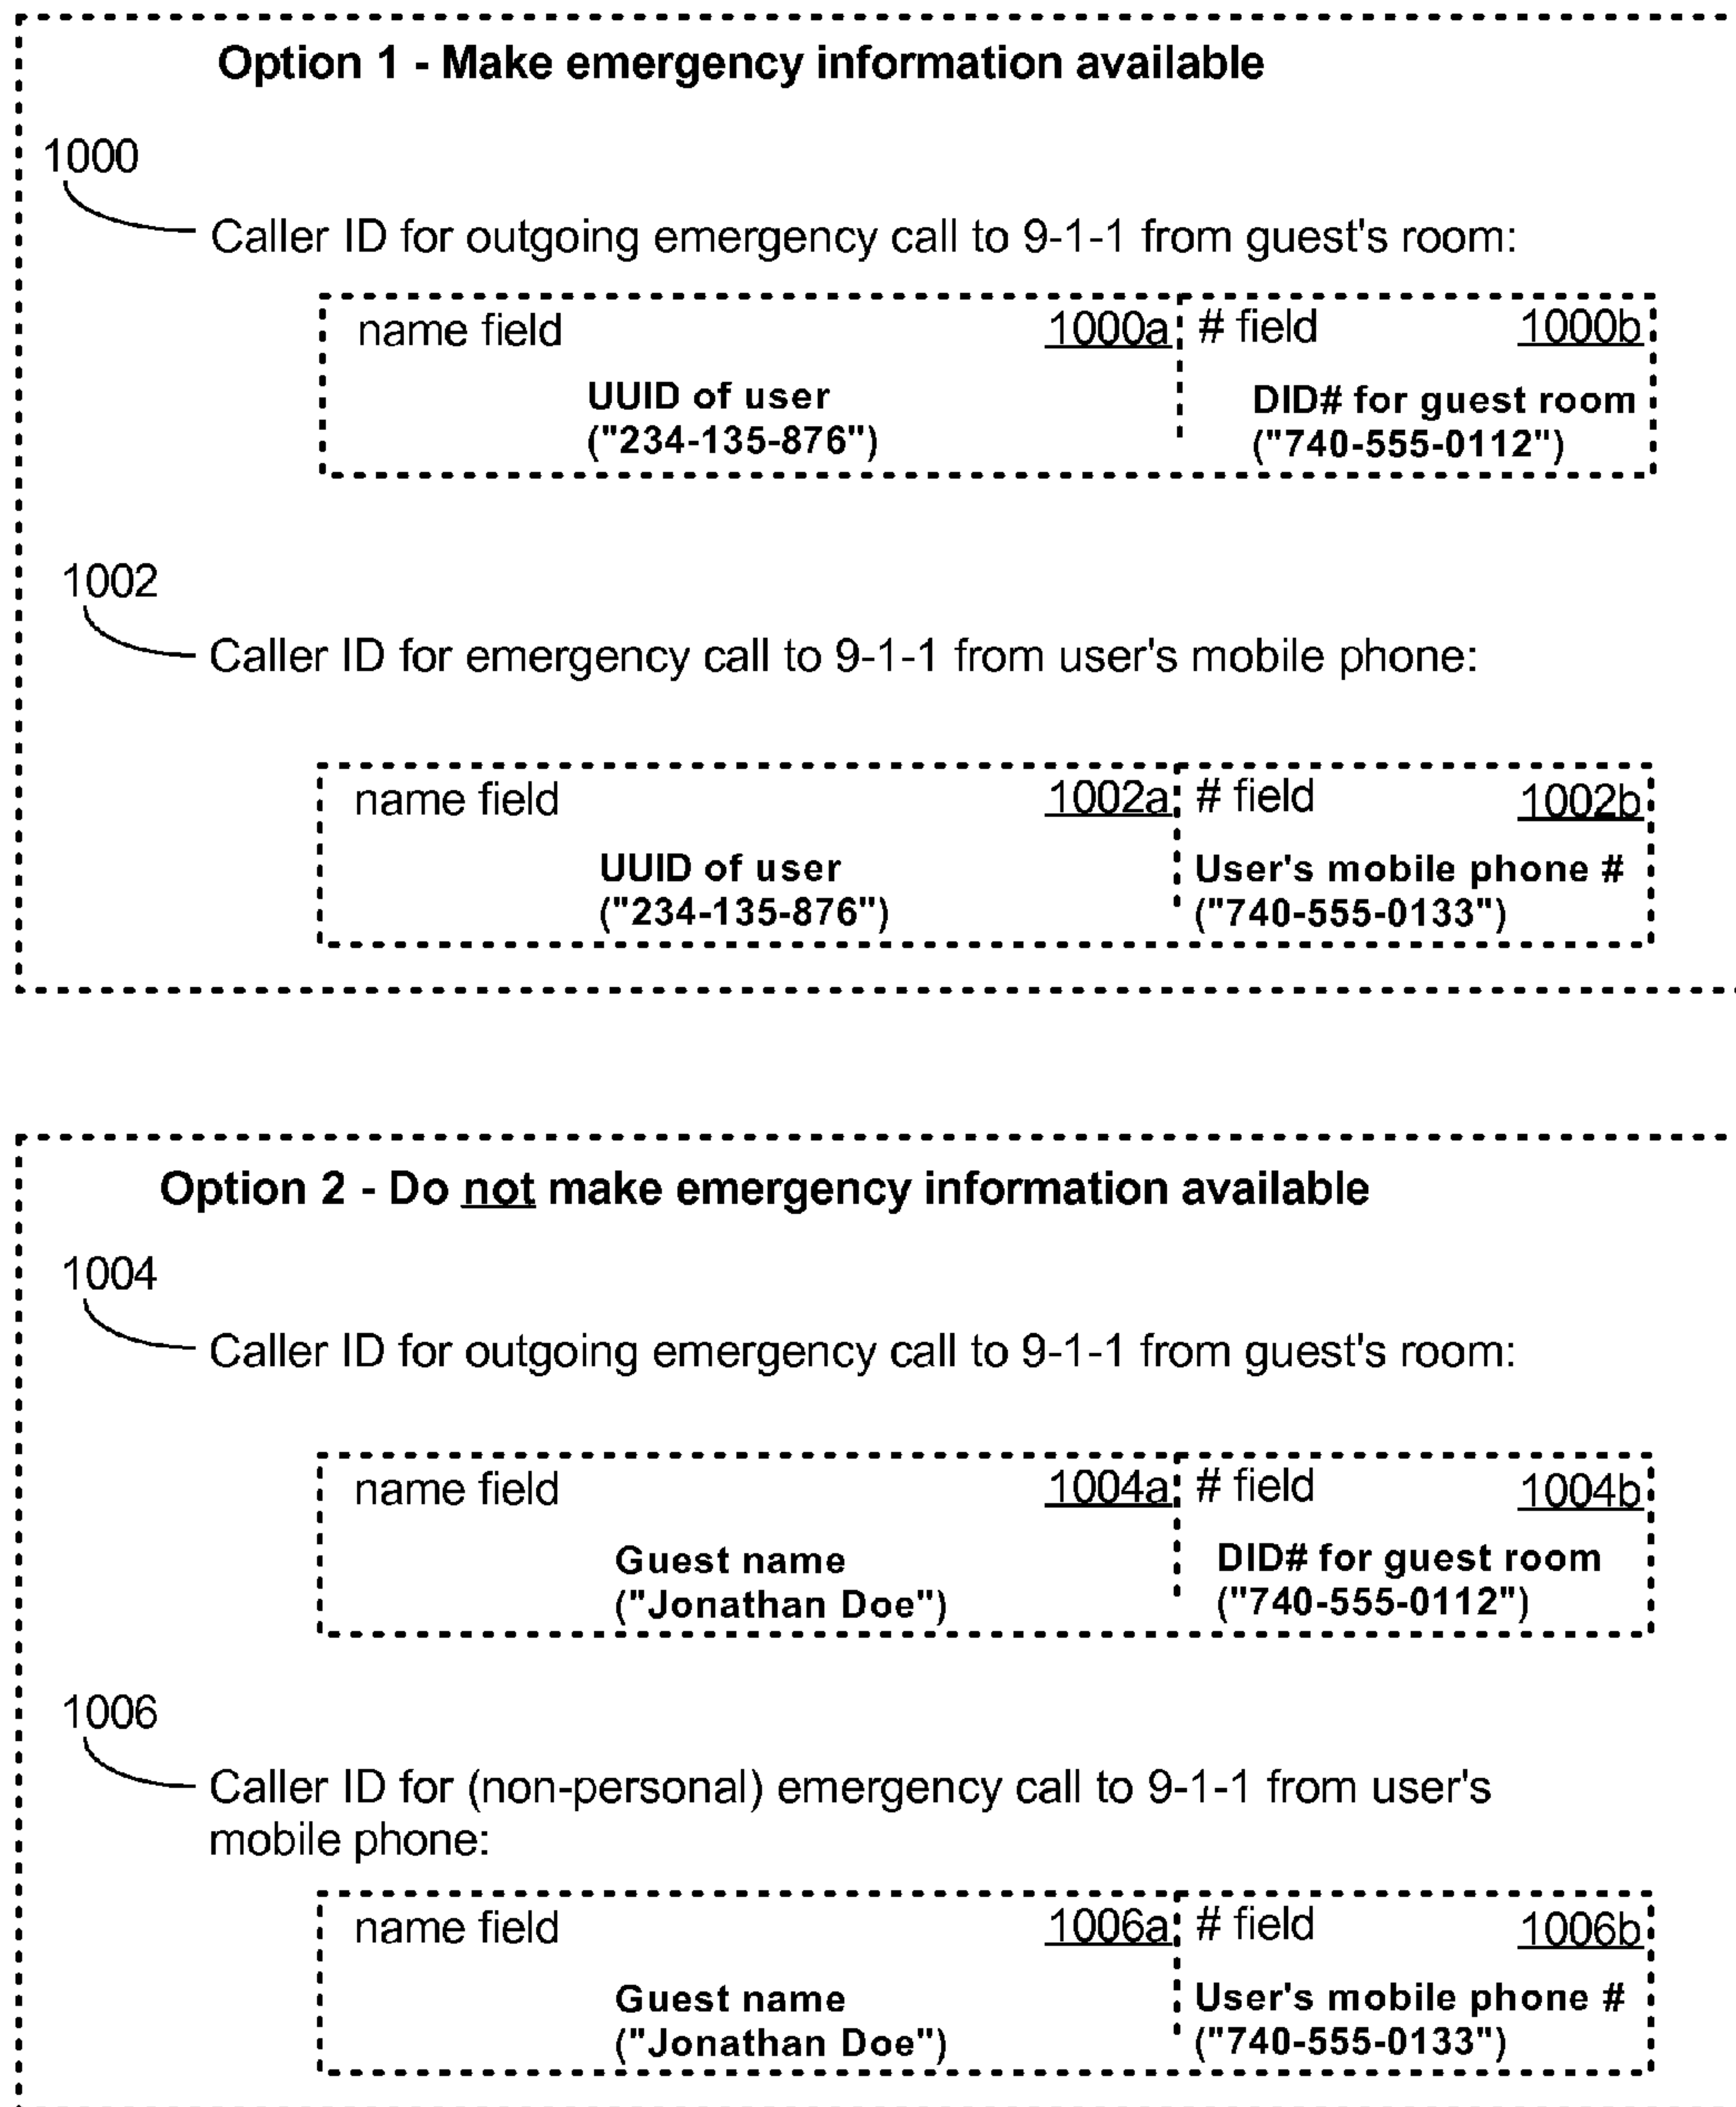 Option 1 - Make emergency information available
1000
Caller ID for outgoing emergency call to 9-1-1 from guest's room:
name field 1000a # field 1000b
UUID of user DID# for guest room
("234-135-876") ("740-555-0112")
1002
Caller ID for emergency call to 9-1-1 from user's mobile phone:
name field 1002a # field 1002b
UUID of user User's mobile phone #
("234-135-876") ("740-555-0133")
Option 2 - Do not make emergency information available
1004
Caller ID for outgoing emergency call to 9-1-1 from guest's room:
name field 1004a # field 1004b
Guest name DID# for guest room
("Jonathan Doe") ("740-555-0112")
1006
Caller ID for (non-personal) emergency call to 9-1-1 from user's
mobile phone:
name field 1006a # field 1006b
Guest name User's mobile phone #
("Jonathan Doe") ("740-555-0133")